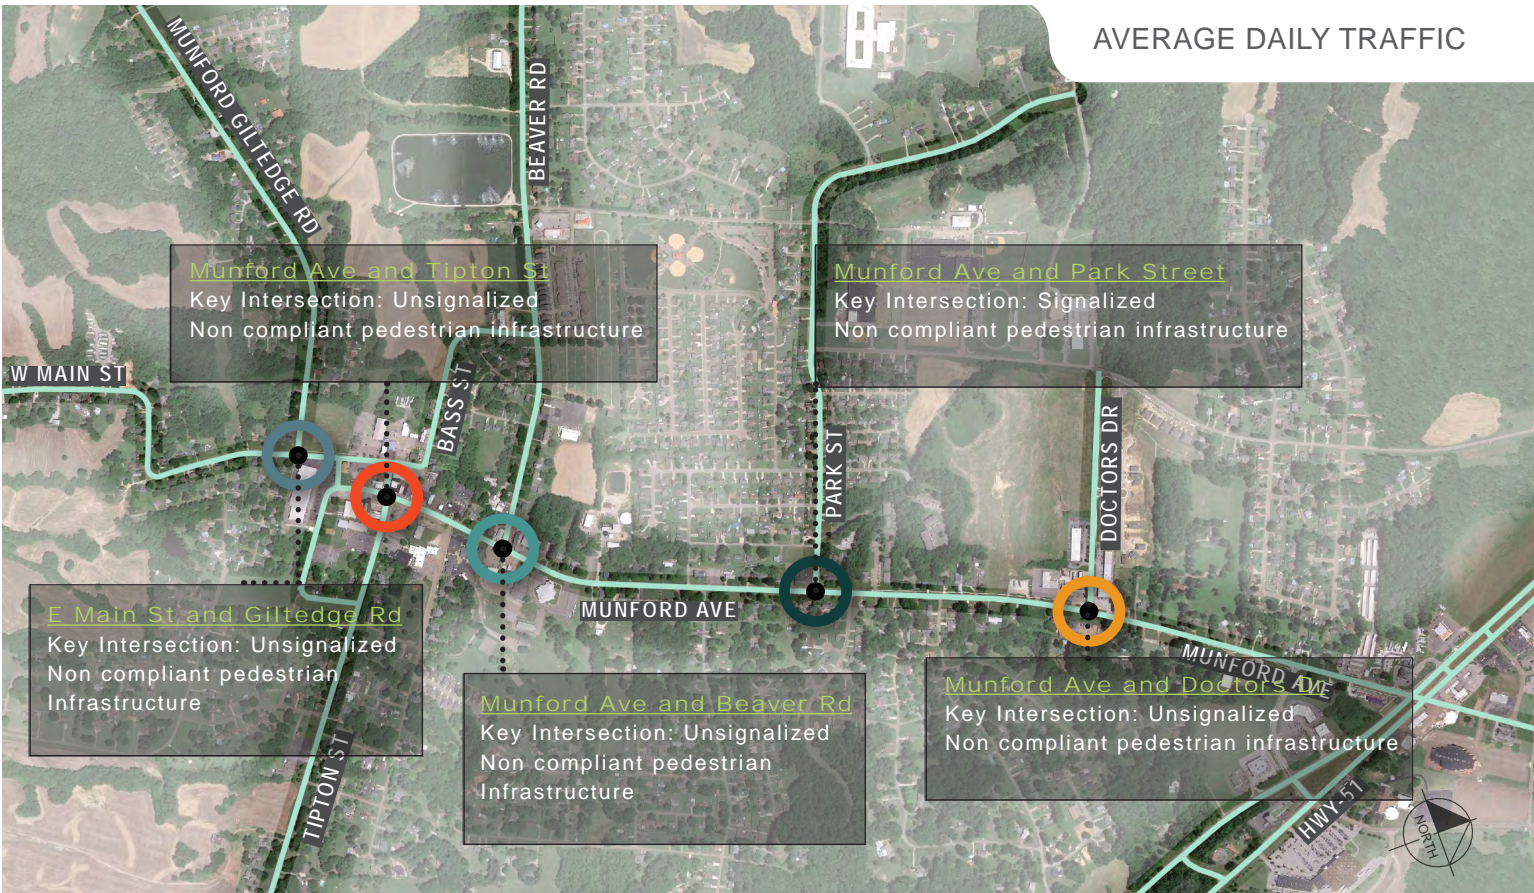 AVERAGE DAILY TRAFFIC
MUNFORD GILTEDGE RD
BEAVER RD
Munford Ave and Tipton St
Key Intersection: Unsignalized
Non compliant pedestrian infrastructure
Munford Ave and Park Street
Key Intersection: Signalized
Non compliant pedestrian infrastructure
W MAIN ST
BASS ST
PARK ST
DOCTORS DR
MUNFORD AVE
E Main St and Giltedge Rd
Key Intersection: Unsignalized
Non compliant pedestrian
Infrastructure
Munford Ave and Beaver Rd
Key Intersection: Unsignalized
Non compliant pedestrian
Infrastructure
MUNFORD AVE
Munford Ave and Doctors Dr
Key Intersection: Unsignalized
Non compliant pedestrian infrastructure
TIPTON ST
HWY-51
NORTH